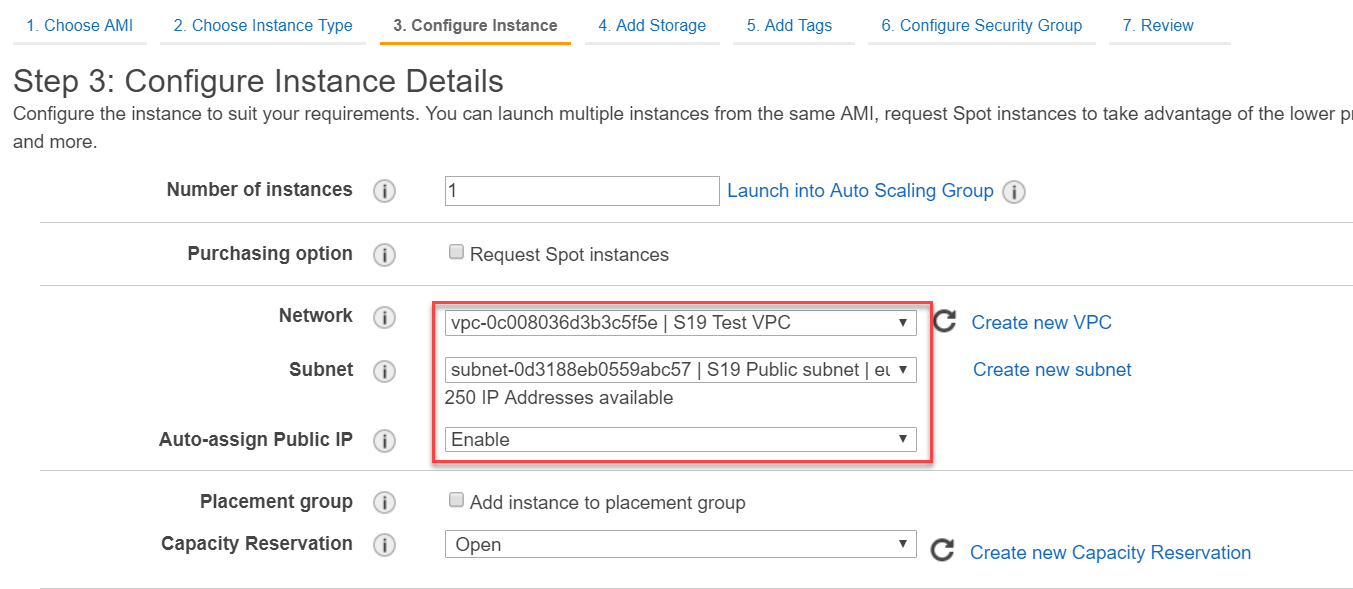 1. Choose AMI 2. Choose Instance Type 3. Configure Instance 4. Add Storage 5. Add Tags 6. Configure Security Group 7. Review
Step 3: Configure Instance Details
Configure the instance to suit your requirements. You can launch multiple instances from the same AMI, request Spot instances to take advantage of the lower
and more.
Number of instances i 1 Launch into Auto Scaling Group i
Purchasing option i Request Spot instances
Network i vpc-0c008036d3b3c5f5e | S19 Test VPC Create new VPC
Subnet i subnet-0d3188eb0559abc57 | S19 Public subnet | eu Create new subnet
250 IP Addresses available
Auto-assign Public IP i Enable
Placement group i Add instance to placement group
Capacity Reservation i Open Create new Capacity Reservation